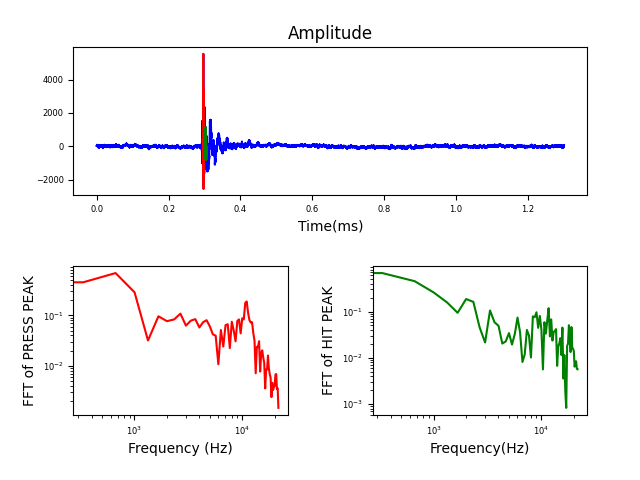 Amplitude
4000
2000
0
−2000
0.0 0.2 0.4 0.6 0.8 1.0 1.2
Time(ms)
FFT of PRESS PEAK
10⁻¹
10⁻²
10³ 10⁴
Frequency (Hz)
FFT of HIT PEAK
10⁻¹
10⁻²
10⁻³
10³ 10⁴
Frequency(Hz)